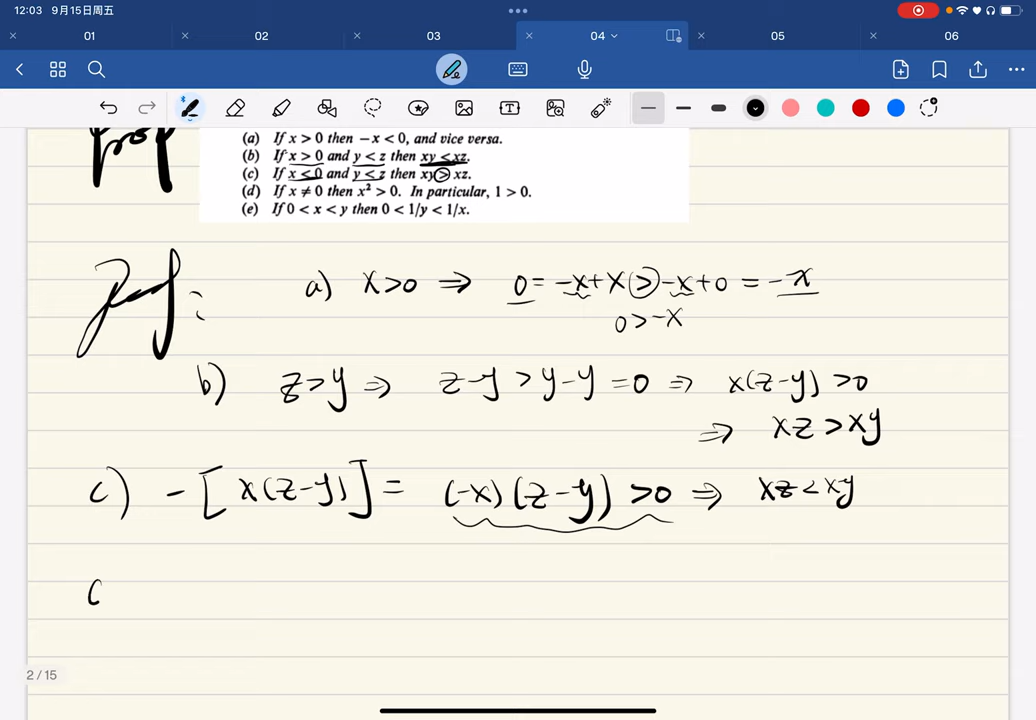 12:03 9月15日周五
01 02 03 04 05 06
prop
(a) If x > 0 then −x < 0, and vice versa.
(b) If x > 0 and y < z then xy < xz.
(c) If x < 0 and y < z then xy > xz.
(d) If x ≠ 0 then x² > 0. In particular, 1 > 0.
(e) If 0 < x < y then 0 < 1/y < 1/x.
Proof:
a) x>0 ⇒ 0 = -x+x > -x+0 = -x
0 > -x
b) z>y ⇒ z-y > y-y =0 ⇒ x(z-y) >0
⇒ xz > xy
c) -[x(z-y)] = (-x)(z-y) >0 ⇒ xz < xy
2 / 15